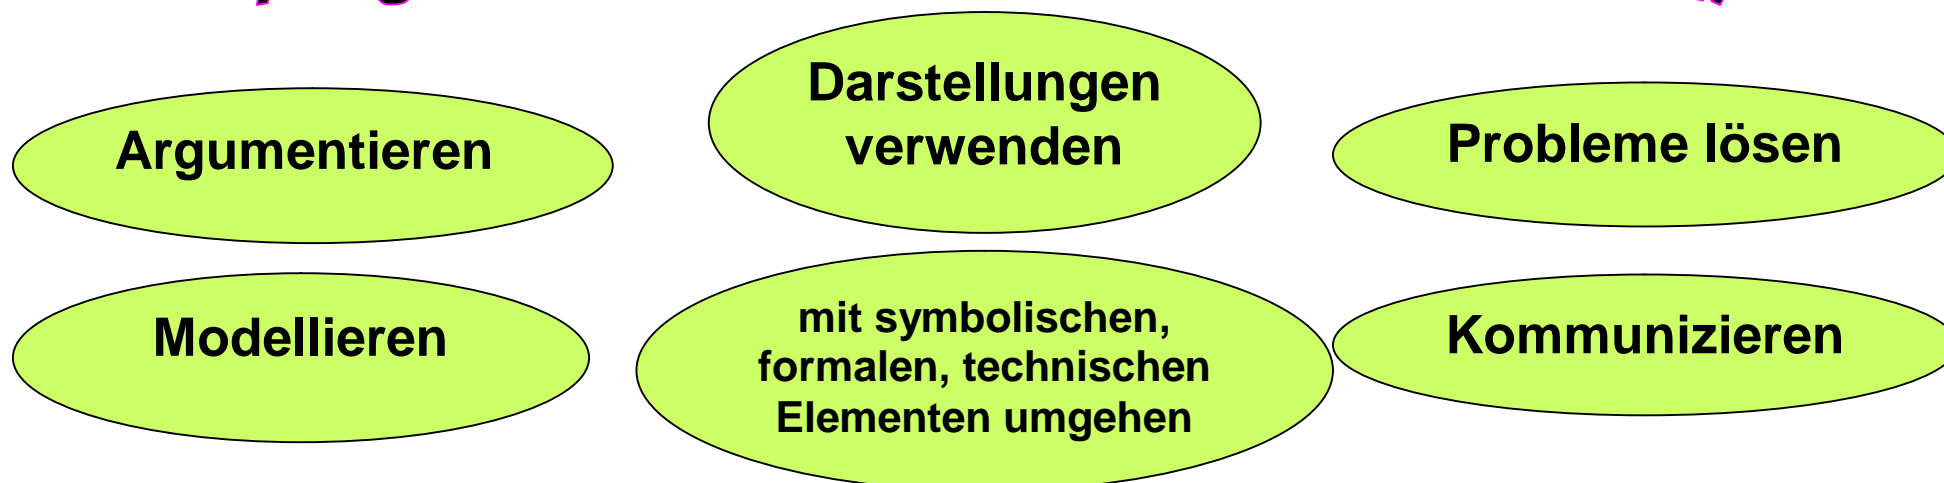 Argumentieren
Darstellungen
verwenden
Probleme lösen
Modellieren
mit symbolischen,
formalen, technischen
Elementen umgehen
Kommunizieren